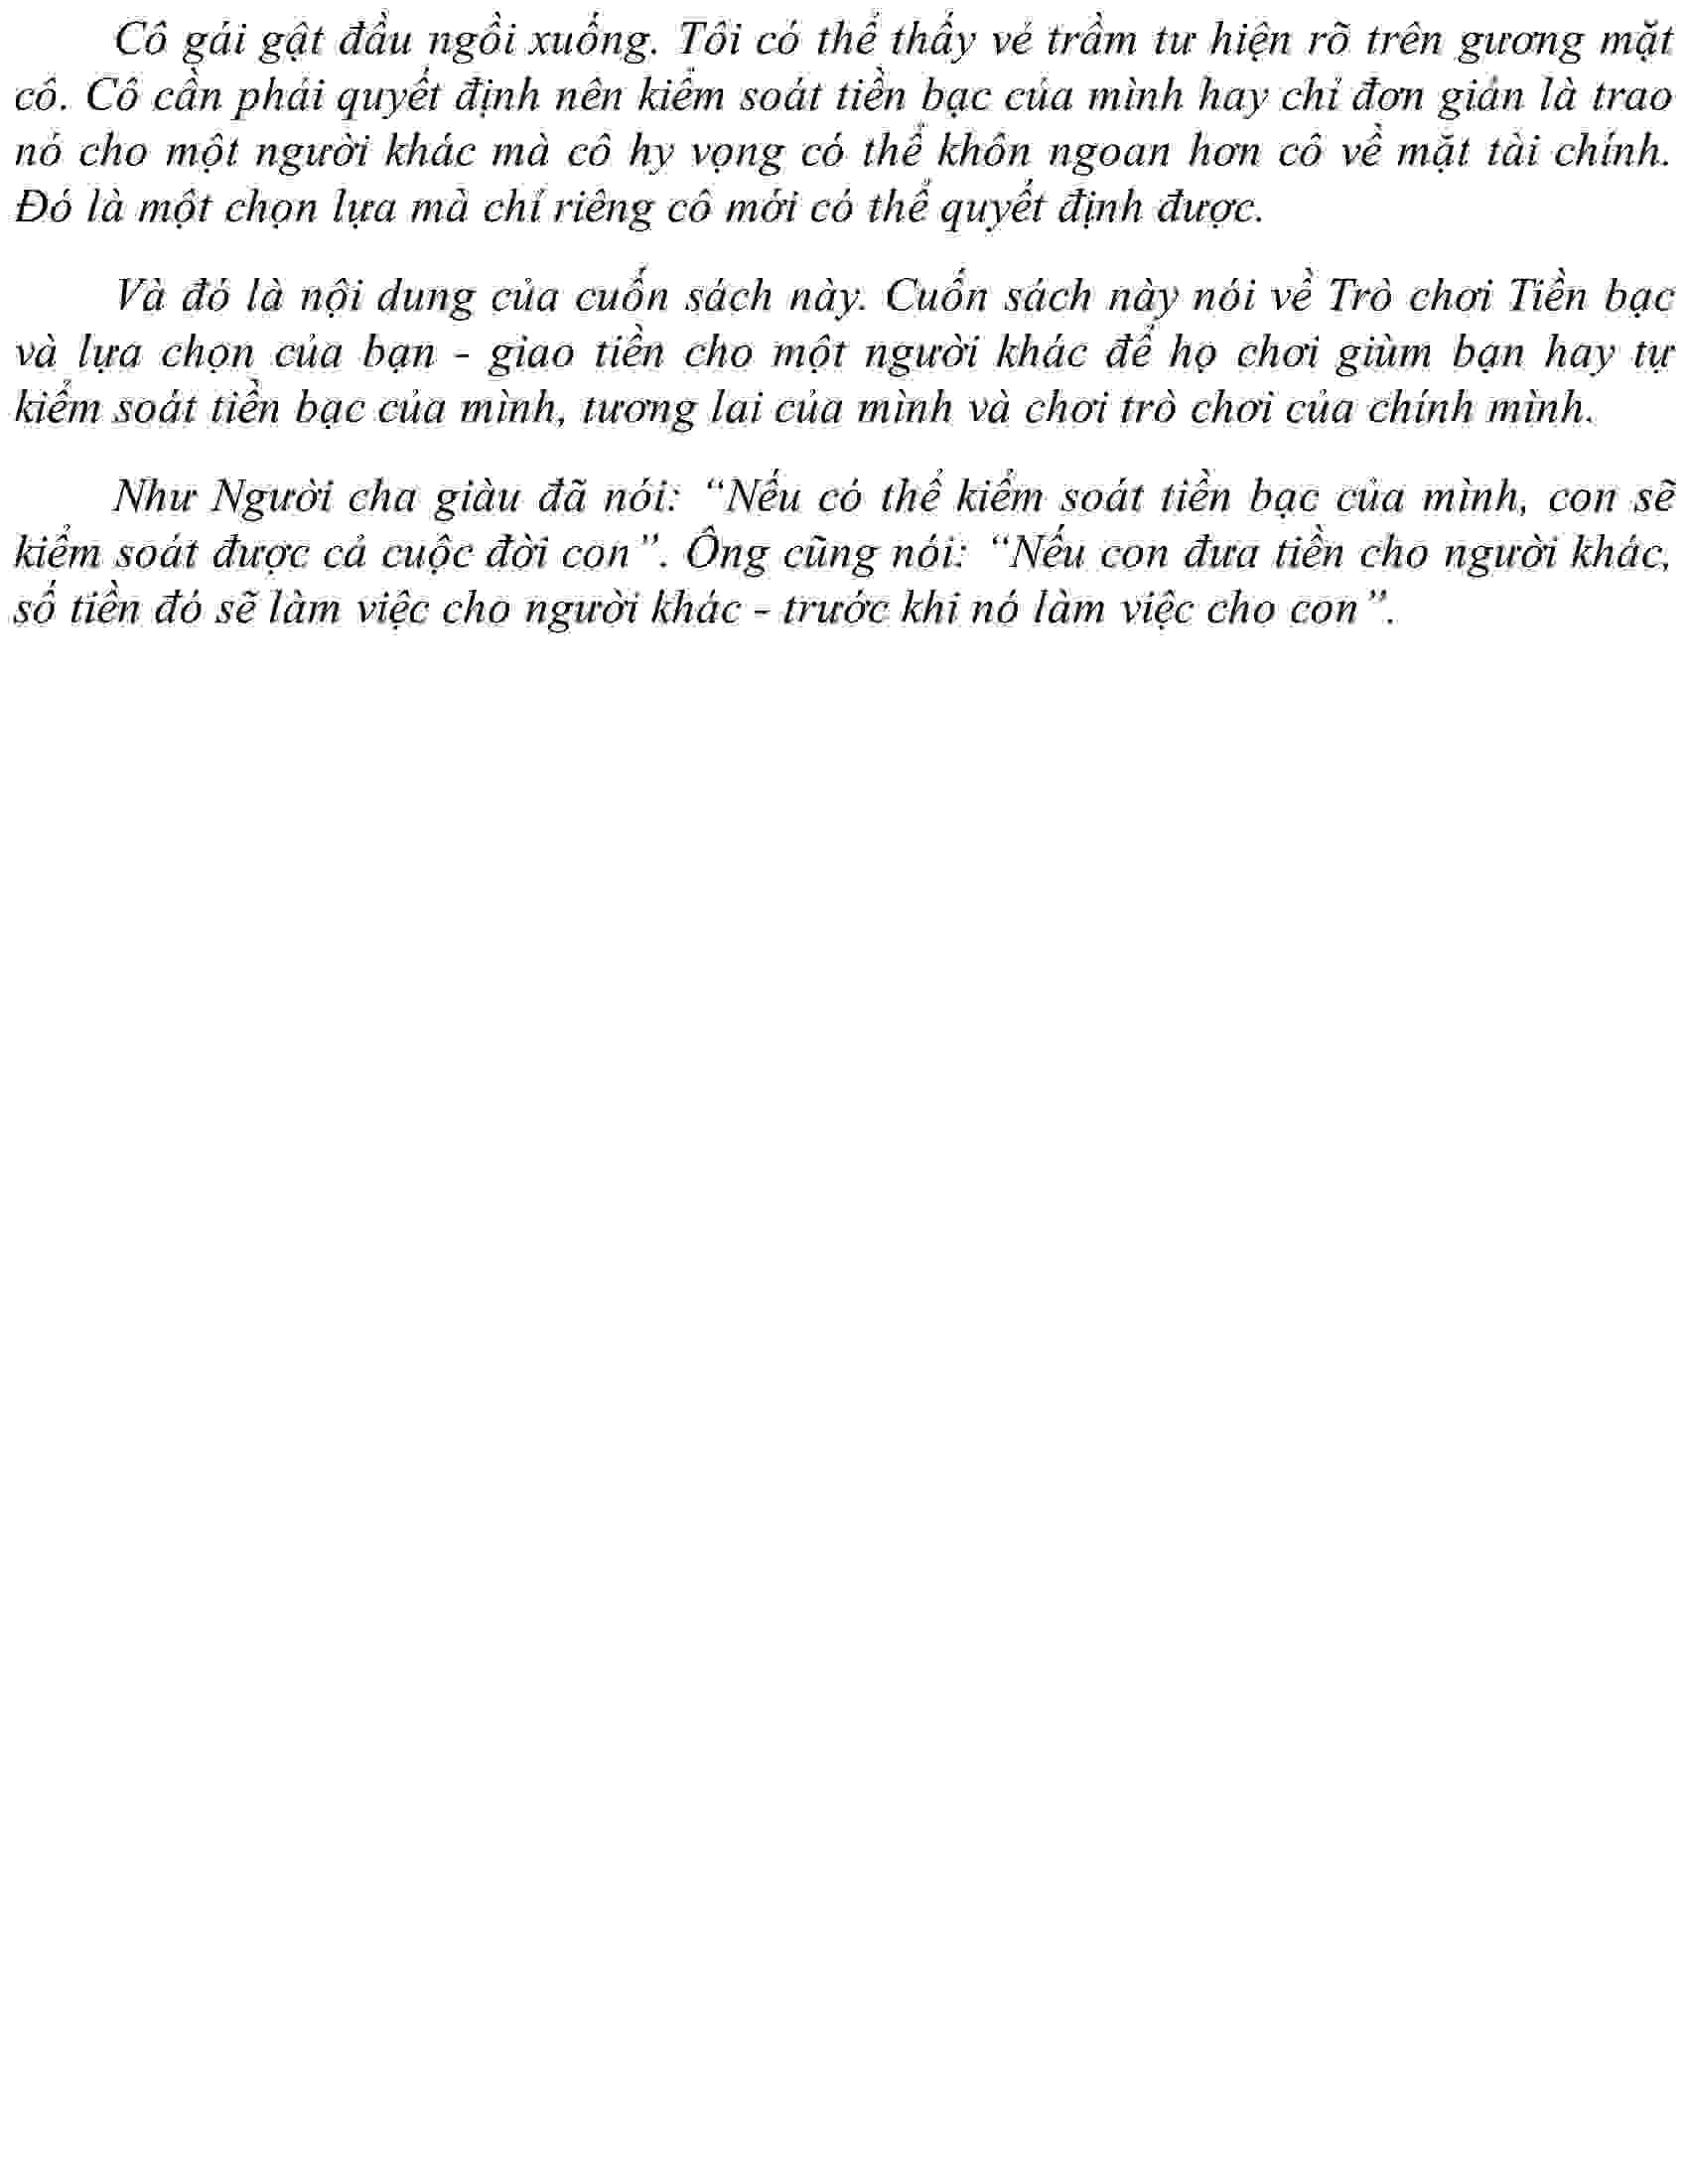 Cô gái gật đầu ngồi xuống. Tôi có thể thấy vẻ trầm tư hiện rõ trên gương mặt
cô. Cô cần phải quyết định nên kiểm soát tiền bạc của mình hay chỉ đơn giản là trao
nó cho một người khác mà cô hy vọng có thể khôn ngoan hơn cô về mặt tài chính.
Đó là một chọn lựa mà chỉ riêng cô mới có thể quyết định được.
Và đó là nội dung của cuốn sách này. Cuốn sách này nói về Trò chơi Tiền bạc
và lựa chọn của bạn - giao tiền cho một người khác để họ chơi giùm bạn hay tự
kiểm soát tiền bạc của mình, tương lai của mình và chơi trò chơi của chính mình.
Như Người cha giàu đã nói: “Nếu có thể kiểm soát tiền bạc của mình, con sẽ
kiểm soát được cả cuộc đời con”. Ông cũng nói: “Nếu con đưa tiền cho người khác,
số tiền đó sẽ làm việc cho người khác - trước khi nó làm việc cho con”.